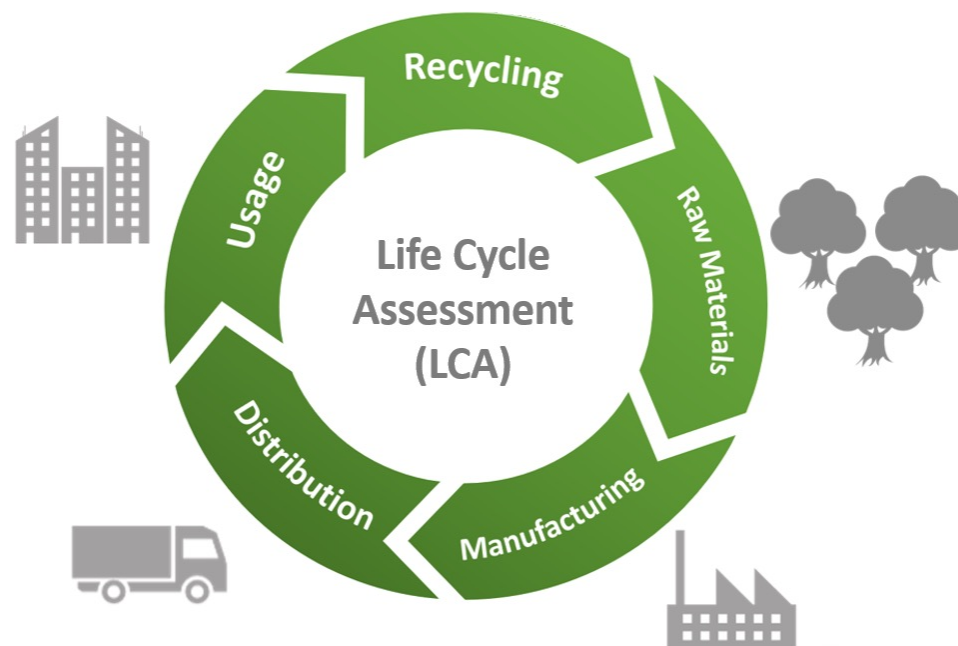 Recycling
Raw Materials
Manufacturing
Distribution
Usage
Life Cycle
Assessment
(LCA)